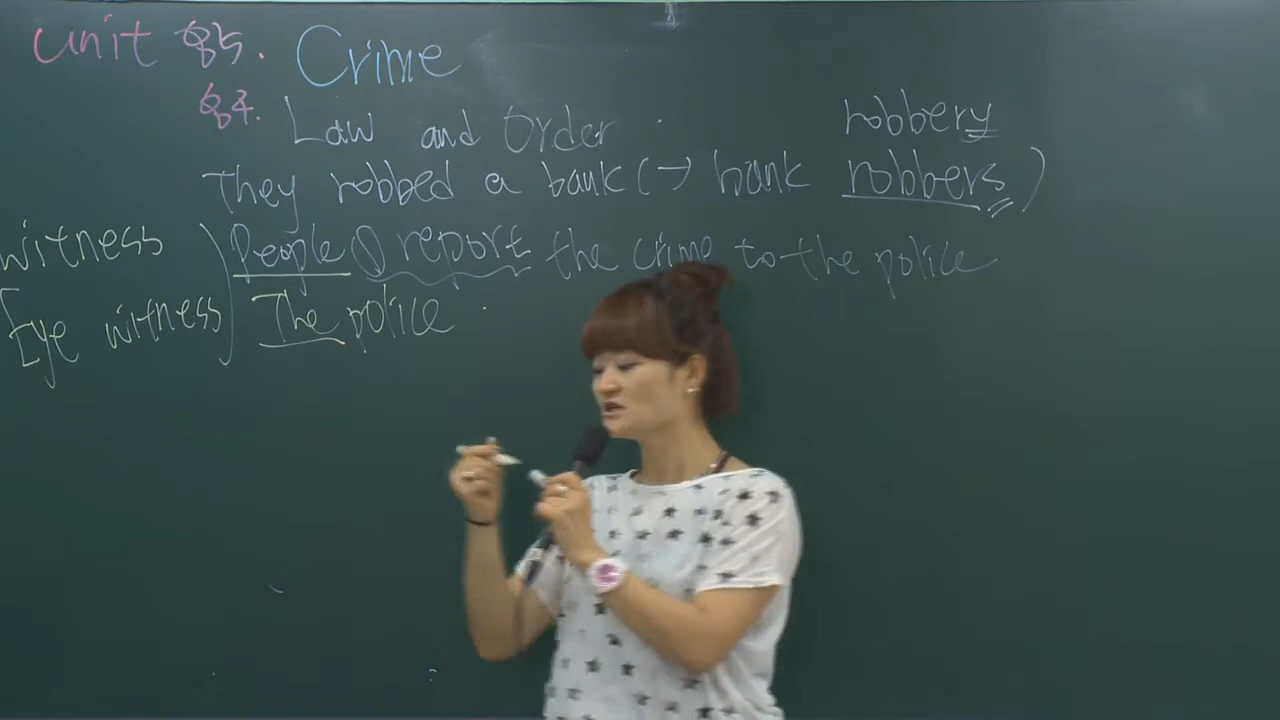 Unit 85. Crime
84. Law and Order robbery
They robbed a bank (→ bank robbers)
witness People ① report the crime to the police
Eye witness) The police